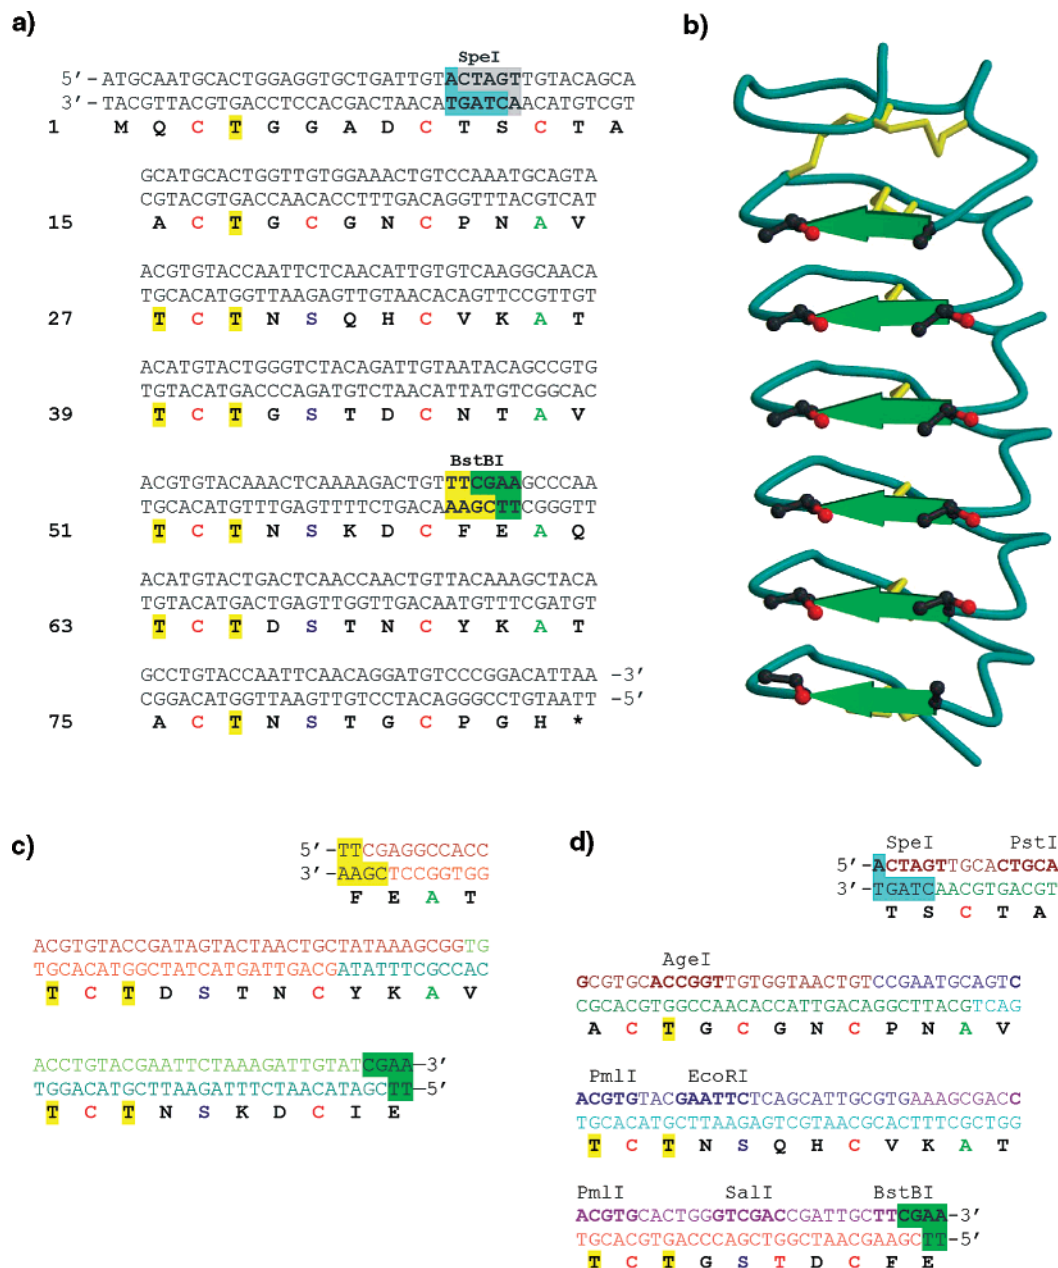 a)
SpeI
5′-ATGCAATGCACTGGAGGTGCTGATTGTACTAGTTGTACAGCA
3′-TACGTTACGTGACCTCCACGACTAACATGATCAACATGTCGT
1 M Q C T G G A D C T S C T A
GCATGCACTGGTTGTGGAAACTGTCCAAATGCAGTA
CGTACGTGACCAACACCTTTGACAGGTTTACGTCAT
15 A C T G C G N C P N A V
ACGTGTACCAATTCTCAACATTGTGTCAAGGCAACA
TGCACATGGTTAAGAGTTGTAACACAGTTCCGTTGT
27 T C T N S Q H C V K A T
ACATGTACTGGGTCTACAGATTGTAATACAGCCGTG
TGTACATGACCCAGATGTCTAACATTATGTCGGCAC
39 T C T G S T D C N T A V
BstBI
ACGTGTACAAACTCAAAAGACTGTTTCGAAGCCCAA
TGCACATGTTTGAGTTTTCTGACAAAGCTTCGGGTT
51 T C T N S K D C F E A Q
ACATGTACTGACTCAACCAACTGTTACAAAGCTACA
TGTACATGACTGAGTTGGTTGACAATGTTTCGATGT
63 T C T D S T N C Y K A T
GCCTGTACCAATTCAACAGGATGTCCCGGACATTAA -3′
CGGACATGGTTAAGTTGTCCTACAGGGCCTGTAATT -5′
75 A C T N S T G C P G H *
b)
c)
5′-TTCGAGGCCACC
3′-AAGCTCCGGTGG
F E A T
ACGTGTACCGATAGTACTAACTGCTATAAAGCGGTG
TGCACATGGCTATCATGATTGACGATATTTCGCCAC
T C T D S T N C Y K A V
ACCTGTACGAATTCTAAAGATTGTATCGAA-3′
TGGACATGCTTAAGATTTCTAACATAGCTT-5′
T C T N S K D C I E
d)
SpeI PstI
5′-ACTAGTTGCACTGCA
3′-TGATCAACGTGACGT
T S C T A
AgeI
GCGTGCACCGGTTGTGGTAACTGTCCGAATGCAGTC
CGCACGTGGCCAACACCATTGACAGGCTTACGTCAG
A C T G C G N C P N A V
PmlI EcoRI
ACGTGTACGAATTCTCAGCATTGCGTGAAAGCGACC
TGCACATGCTTAAGAGTCGTAACGCACTTTCGCTGG
T C T N S Q H C V K A T
PmlI SalI BstBI
ACGTGCACTGGGTCGACCGATTGCTTCGAA-3′
TGCACGTGACCCAGCTGGCTAACGAAGCTT-5′
T C T G S T D C F E